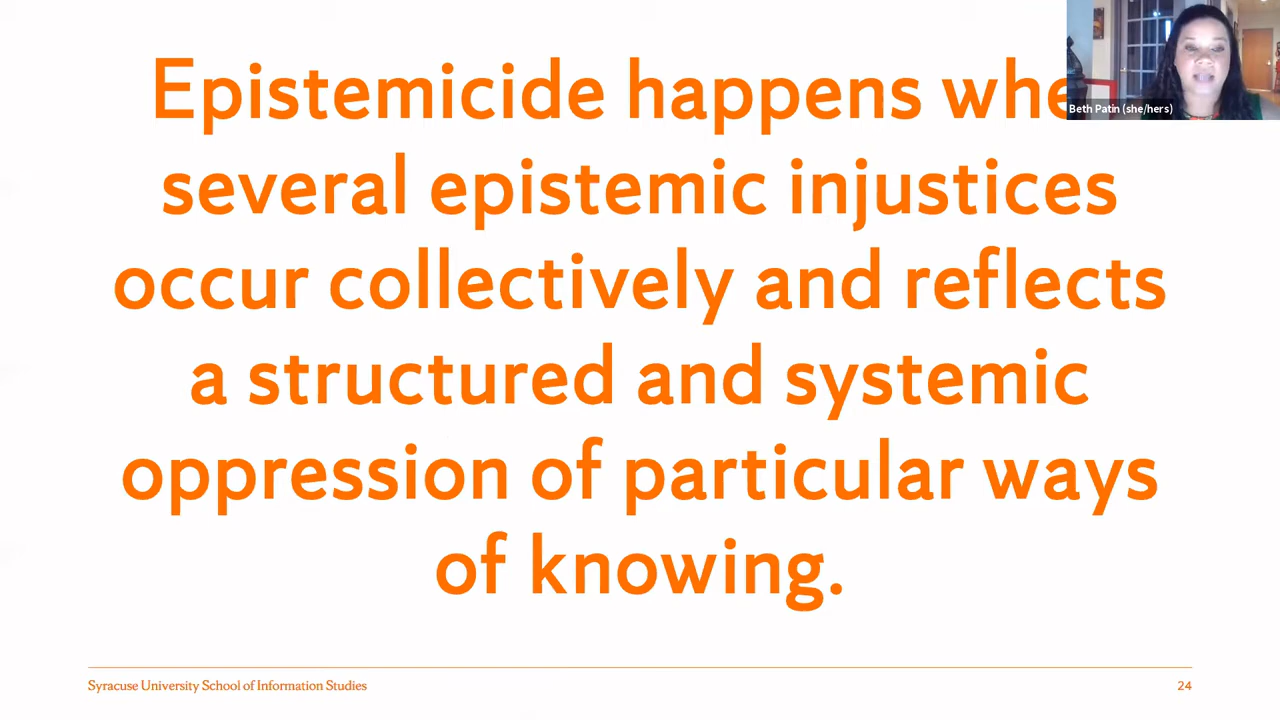 Epistemicide happens whe
several epistemic injustices
occur collectively and reflects
a structured and systemic
oppression of particular ways
of knowing.
Beth Patin (she/hers)
Syracuse University School of Information Studies
24